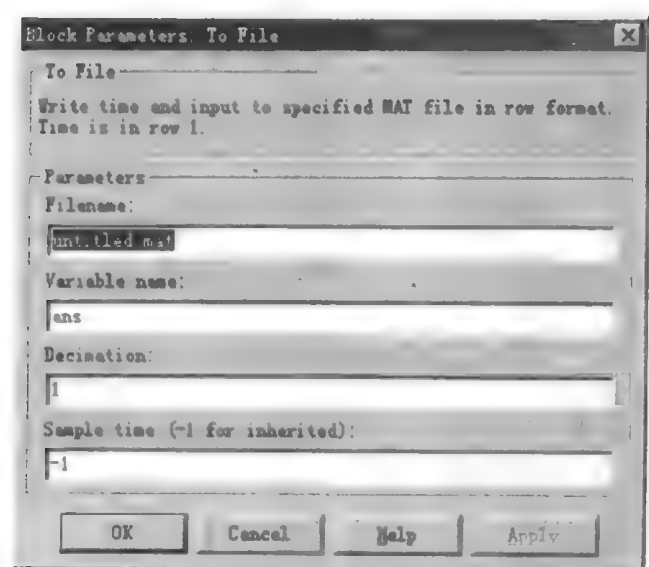 Block Parameters: To File
To File
Write time and input to specified MAT file in row format.
Time is in row 1.
Parameters
Filename:
untitled.mat
Variable name:
ans
Decimation:
1
Sample time (-1 for inherited):
-1
OK Cancel Help Apply